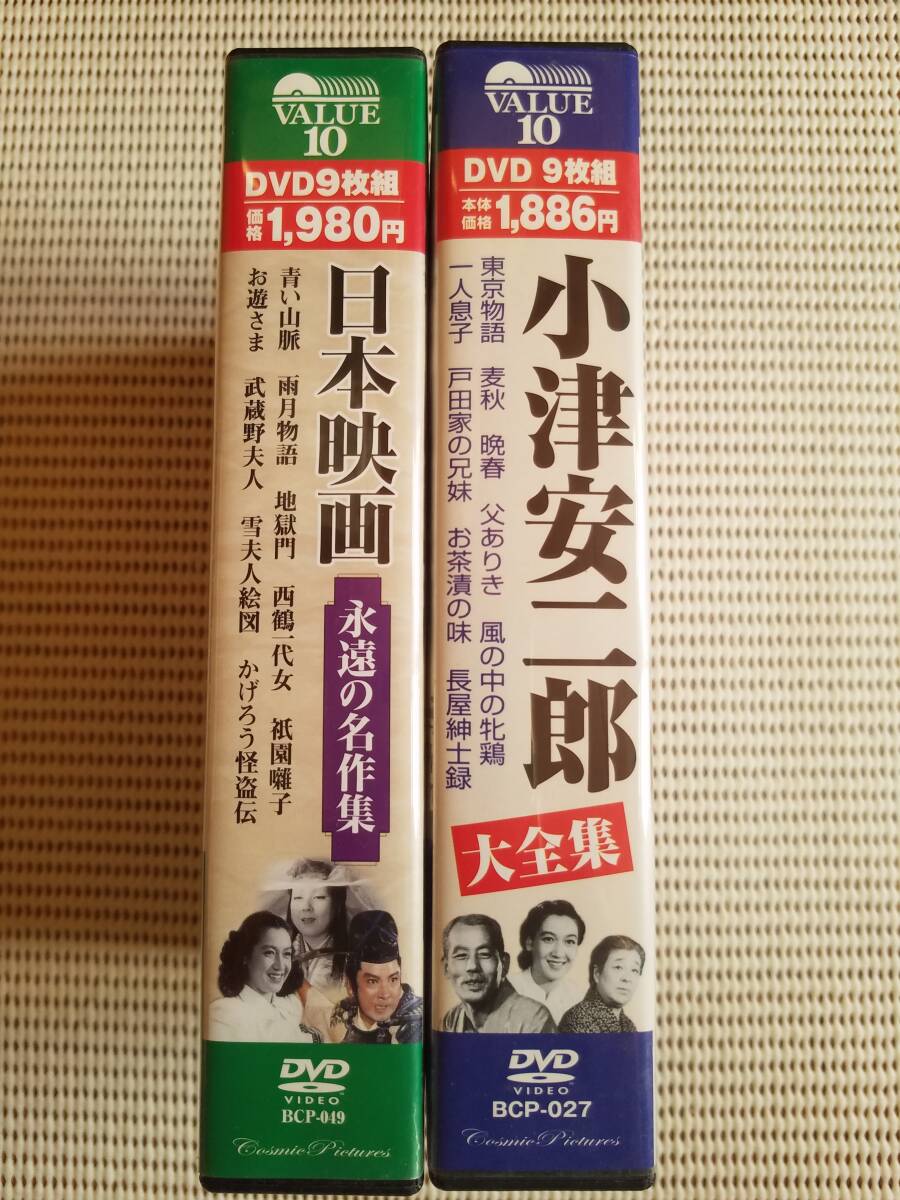 VALUE
10
DVD9枚組
価格1,980円
日本映画
永遠の名作集
青い山脈 雨月物語 地獄門 西鶴一代女 祇園囃子
お遊さま 武蔵野夫人 雪夫人絵図 かげろう怪盗伝
DVD
VIDEO
BCP-049
Cosmic Pictures
VALUE
10
DVD 9枚組
本体価格1,886円
小津安二郎
大全集
東京物語 麦秋 晩春 父ありき 風の中の牝鶏
一人息子 戸田家の兄妹 お茶漬の味 長屋紳士録
DVD
VIDEO
BCP-027
Cosmic Pictures